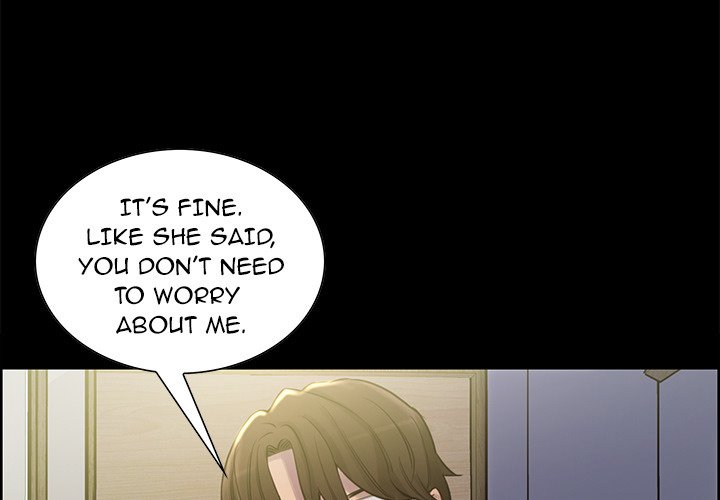 IT'S FINE.
LIKE SHE SAID,
YOU DON'T NEED
TO WORRY
ABOUT ME.